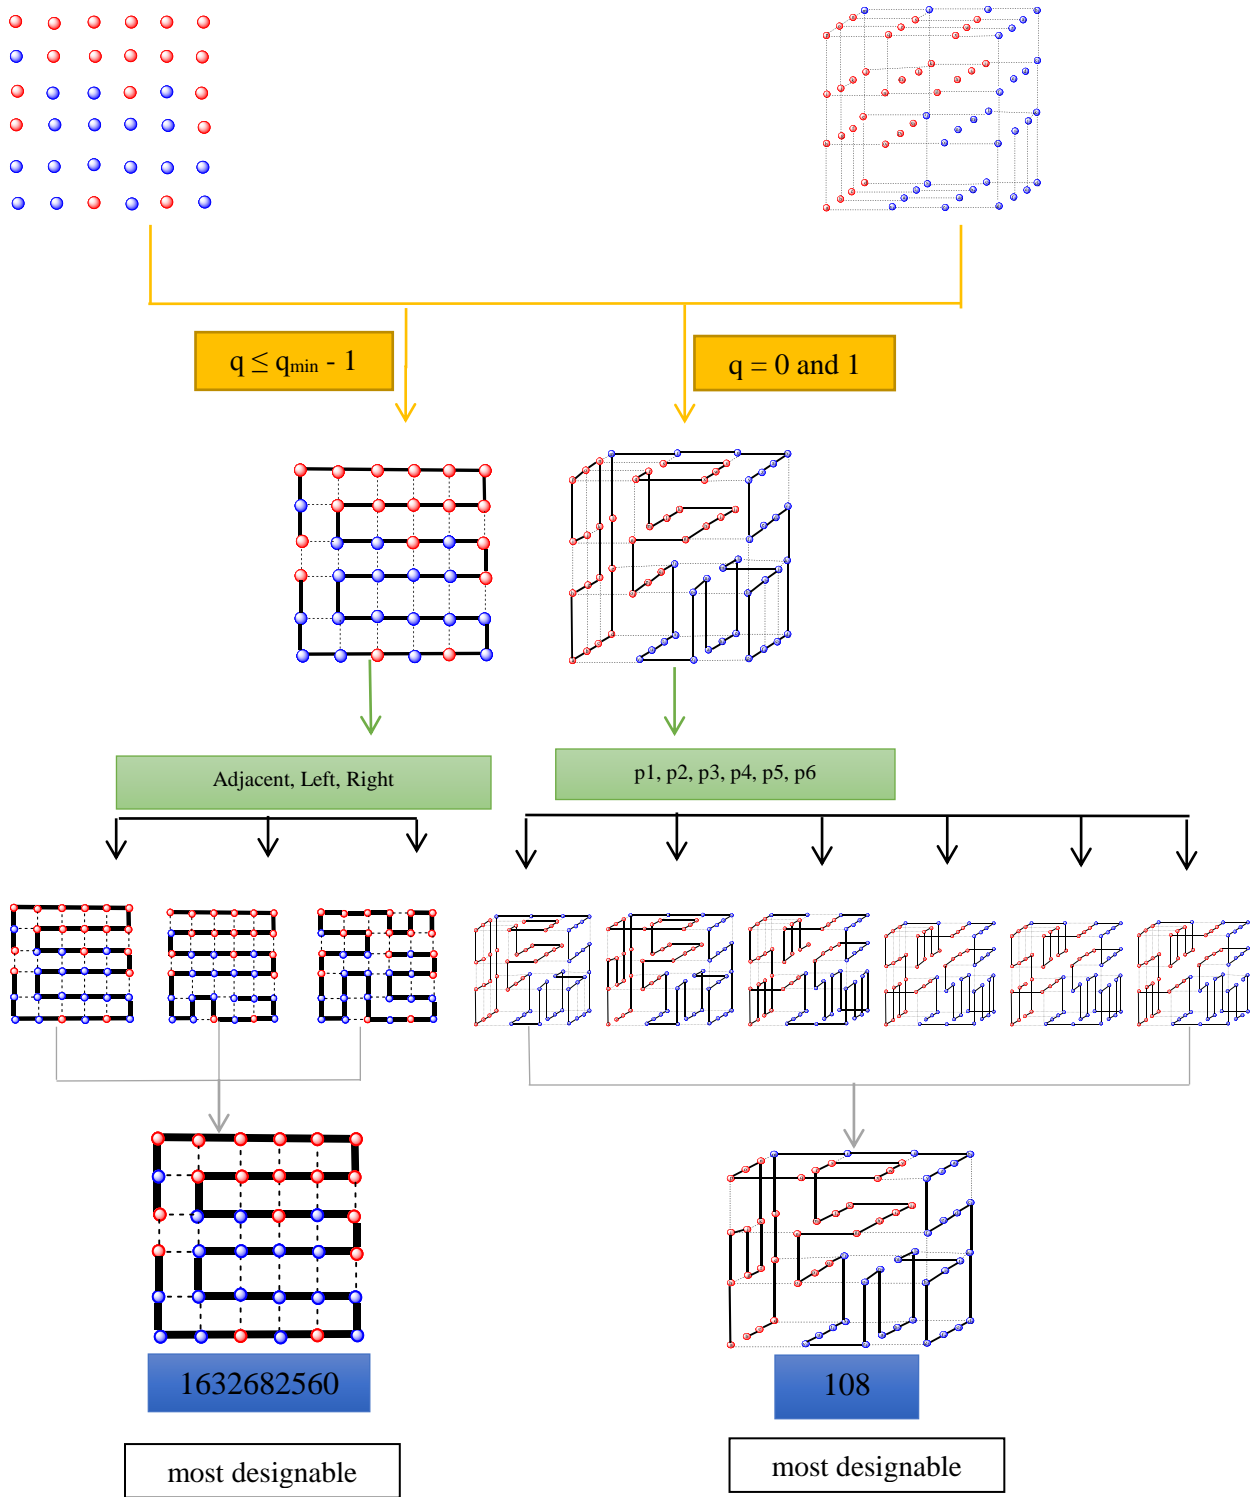 q ≤ qmin - 1
q = 0 and 1
Adjacent, Left, Right
p1, p2, p3, p4, p5, p6
1632682560
108
most designable
most designable